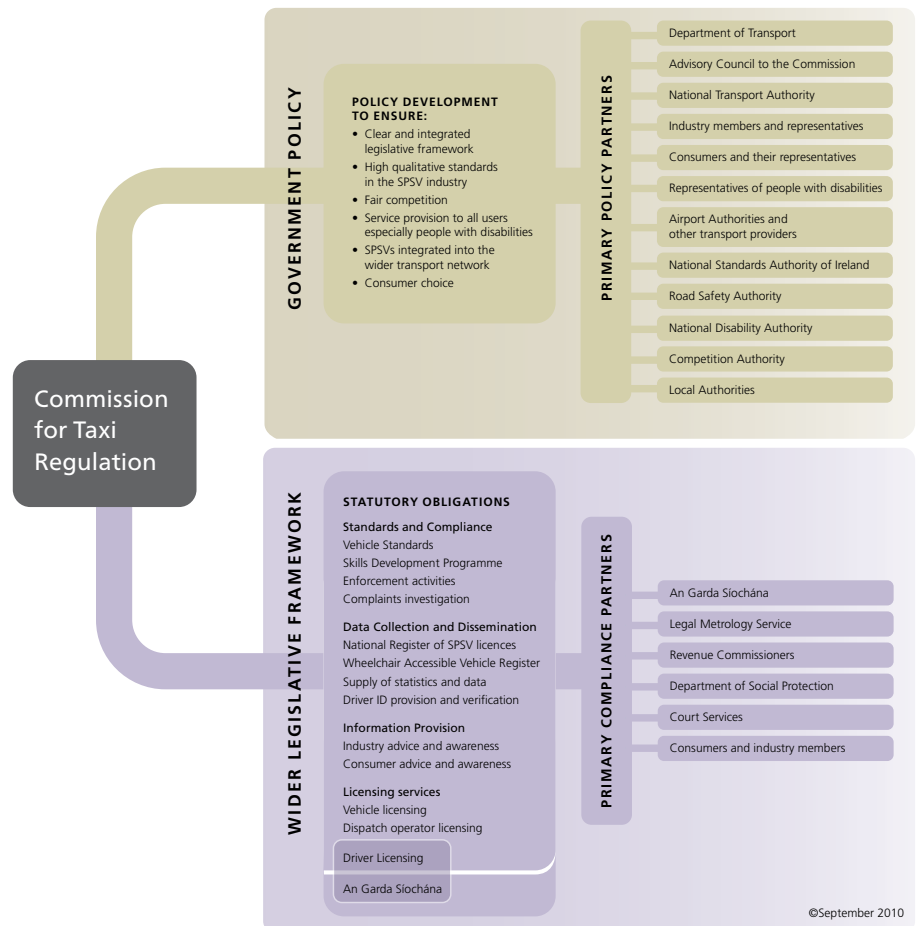 Commission
for Taxi
Regulation
GOVERNMENT POLICY
POLICY DEVELOPMENT
TO ENSURE:
• Clear and integrated
legislative framework
• High qualitative standards
in the SPSV industry
• Fair competition
• Service provision to all users
especially people with disabilities
• SPSVs integrated into the
wider transport network
• Consumer choice
PRIMARY POLICY PARTNERS
Department of Transport
Advisory Council to the Commission
National Transport Authority
Industry members and representatives
Consumers and their representatives
Representatives of people with disabilities
Airport Authorities and
other transport providers
National Standards Authority of Ireland
Road Safety Authority
National Disability Authority
Competition Authority
Local Authorities
WIDER LEGISLATIVE FRAMEWORK
STATUTORY OBLIGATIONS
Standards and Compliance
Vehicle Standards
Skills Development Programme
Enforcement activities
Complaints investigation
Data Collection and Dissemination
National Register of SPSV licences
Wheelchair Accessible Vehicle Register
Supply of statistics and data
Driver ID provision and verification
Information Provision
Industry advice and awareness
Consumer advice and awareness
Licensing services
Vehicle licensing
Dispatch operator licensing
Driver Licensing
An Garda Síochána
PRIMARY COMPLIANCE PARTNERS
An Garda Síochána
Legal Metrology Service
Revenue Commissioners
Department of Social Protection
Court Services
Consumers and industry members
©September 2010